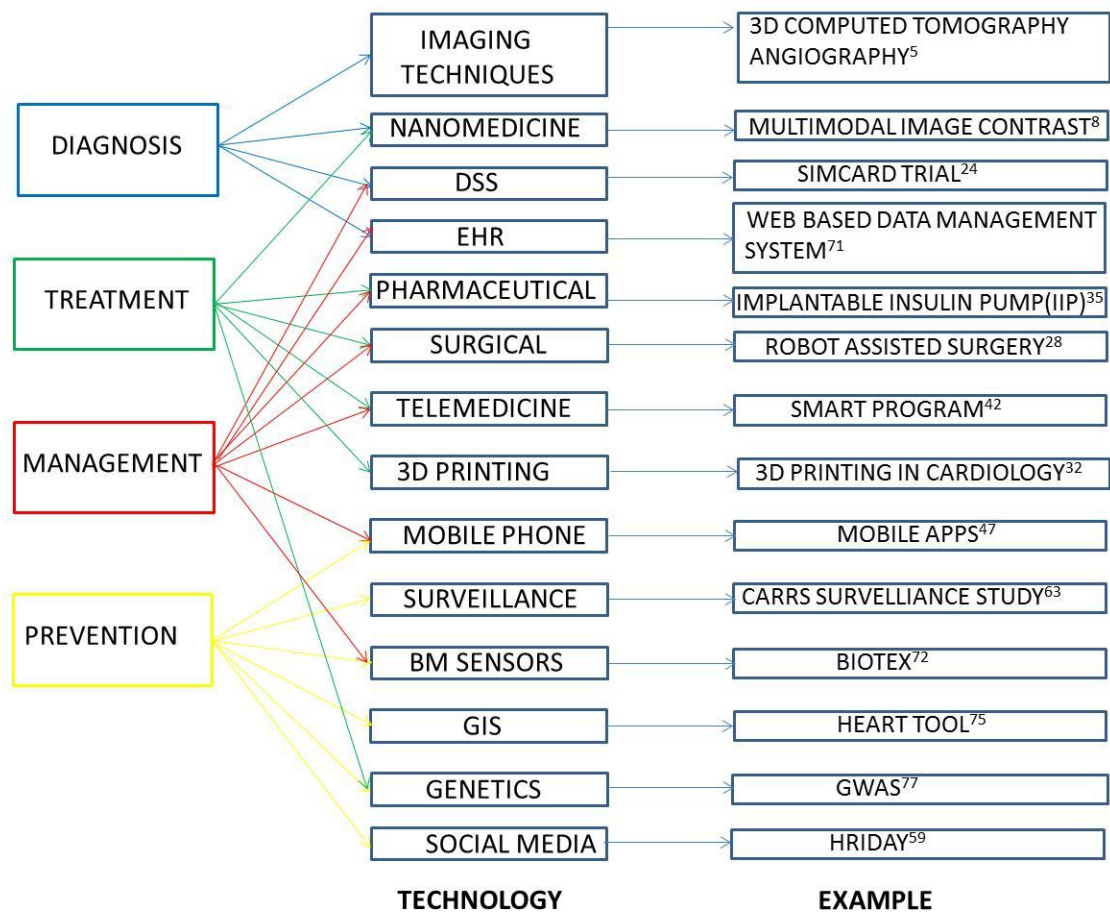 DIAGNOSIS
TREATMENT
MANAGEMENT
PREVENTION
IMAGING
TECHNIQUES
NANOMEDICINE
DSS
EHR
PHARMACEUTICAL
SURGICAL
TELEMEDICINE
3D PRINTING
MOBILE PHONE
SURVEILLANCE
BM SENSORS
GIS
GENETICS
SOCIAL MEDIA
TECHNOLOGY
3D COMPUTED TOMOGRAPHY
ANGIOGRAPHY⁵
MULTIMODAL IMAGE CONTRAST⁸
SIMCARD TRIAL²⁴
WEB BASED DATA MANAGEMENT
SYSTEM⁷¹
IMPLANTABLE INSULIN PUMP(IIP)³⁵
ROBOT ASSISTED SURGERY²⁸
SMART PROGRAM⁴²
3D PRINTING IN CARDIOLOGY³²
MOBILE APPS⁴⁷
CARRS SURVELLIANCE STUDY⁶³
BIOTEX⁷²
HEART TOOL⁷⁵
GWAS⁷⁷
HRIDAY⁵⁹
EXAMPLE